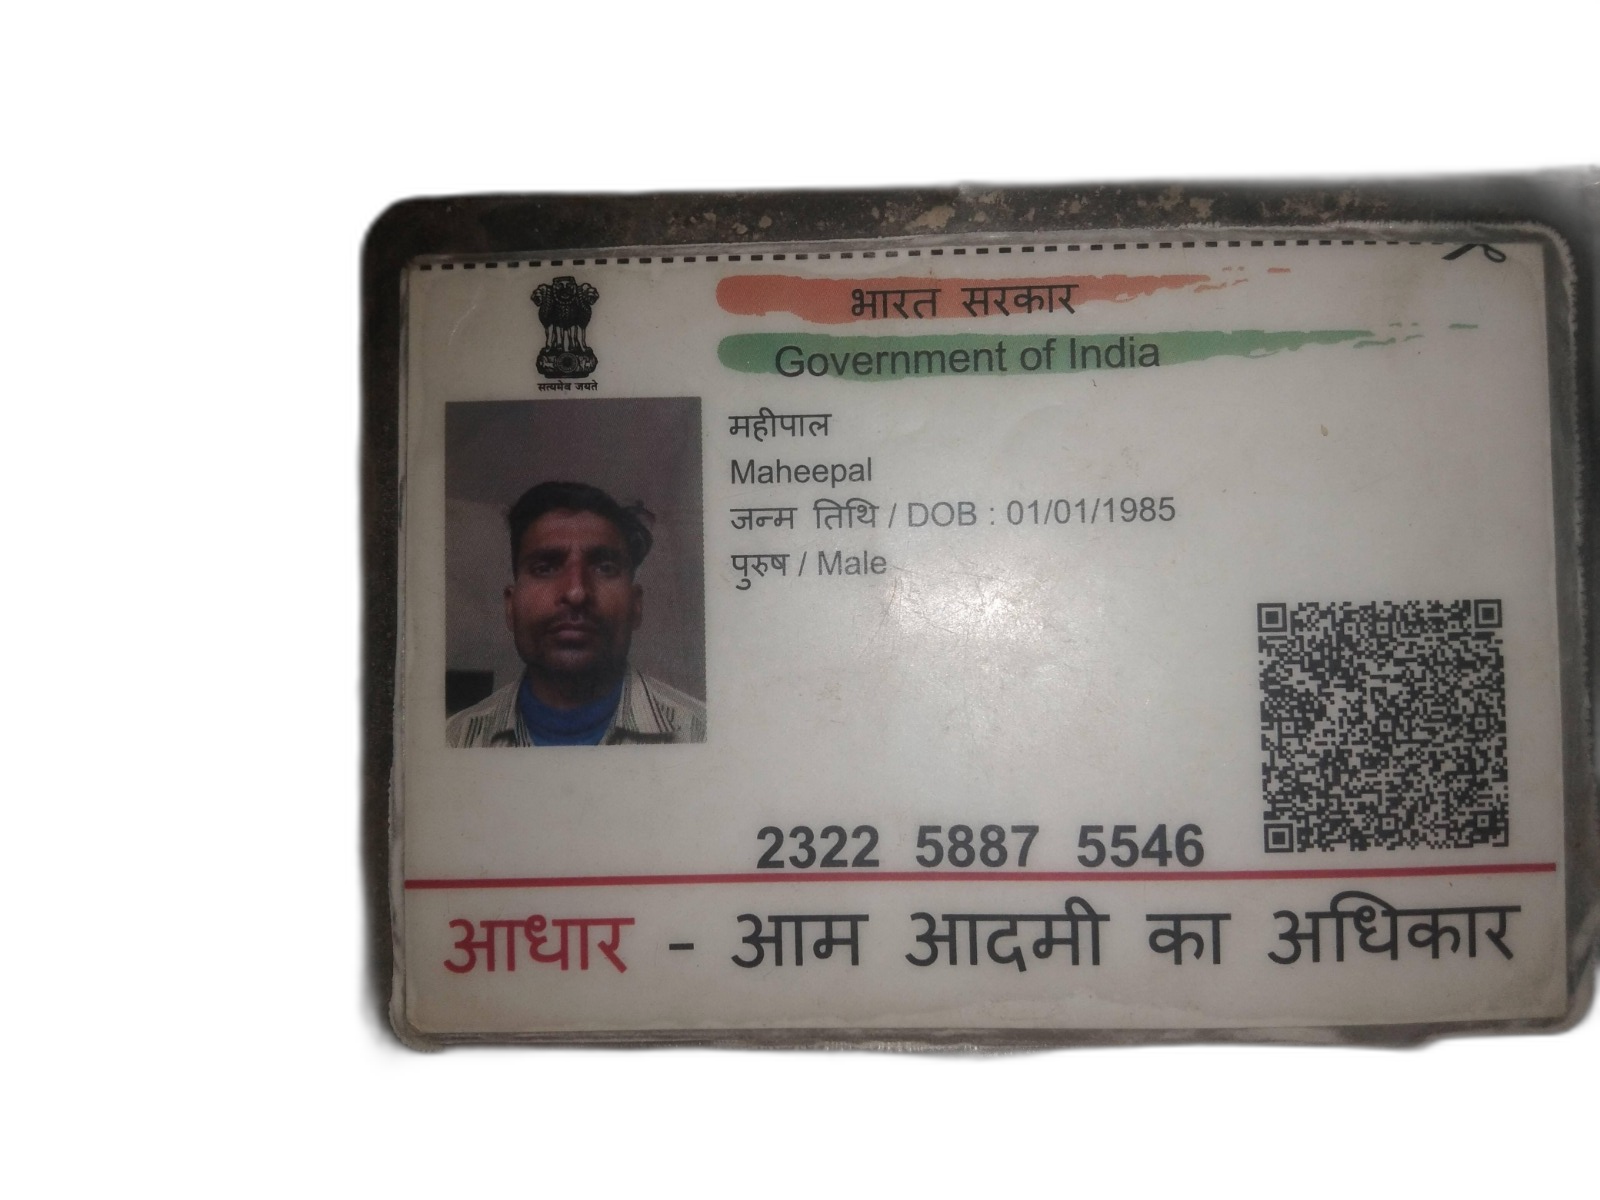 सत्यमेव जयते
भारत सरकार
Government of India
महीपाल
Maheepal
जन्म तिथि / DOB : 01/01/1985
पुरुष / Male
2322 5887 5546
आधार - आम आदमी का अधिकार